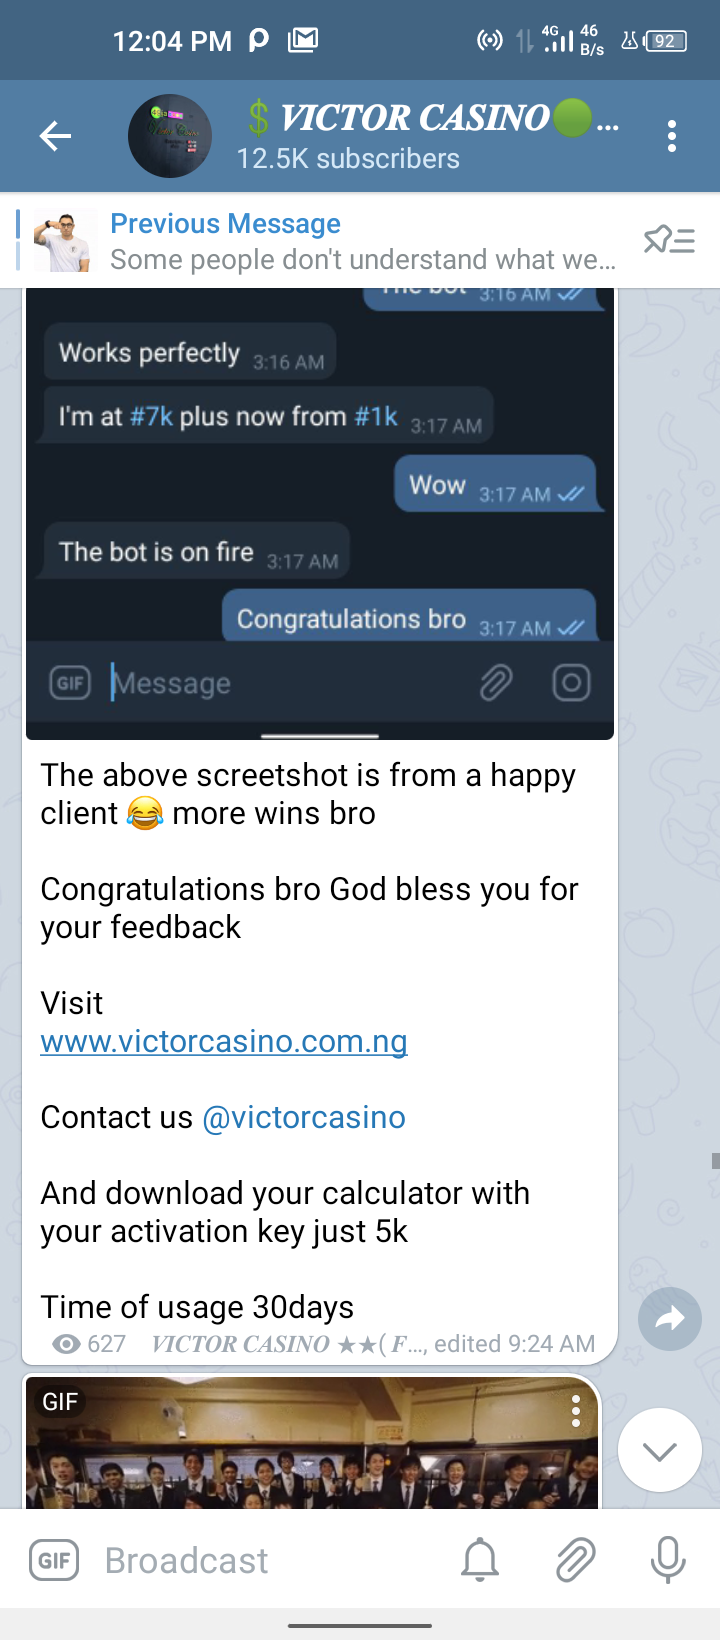 12:04 PM
4G
46
B/s
92
$ VICTOR CASINO🟢...
12.5K subscribers
Previous Message
Some people don't understand what we...
The bot 3:16 AM
Works perfectly 3:16 AM
I'm at #7k plus now from #1k 3:17 AM
Wow 3:17 AM
The bot is on fire 3:17 AM
Congratulations bro 3:17 AM
GIF Message
The above screetshot is from a happy
client 😂 more wins bro
Congratulations bro God bless you for
your feedback
Visit
www.victorcasino.com.ng
Contact us @victorcasino
And download your calculator with
your activation key just 5k
Time of usage 30days
627 VICTOR CASINO ★★( F..., edited 9:24 AM
GIF
GIF Broadcast